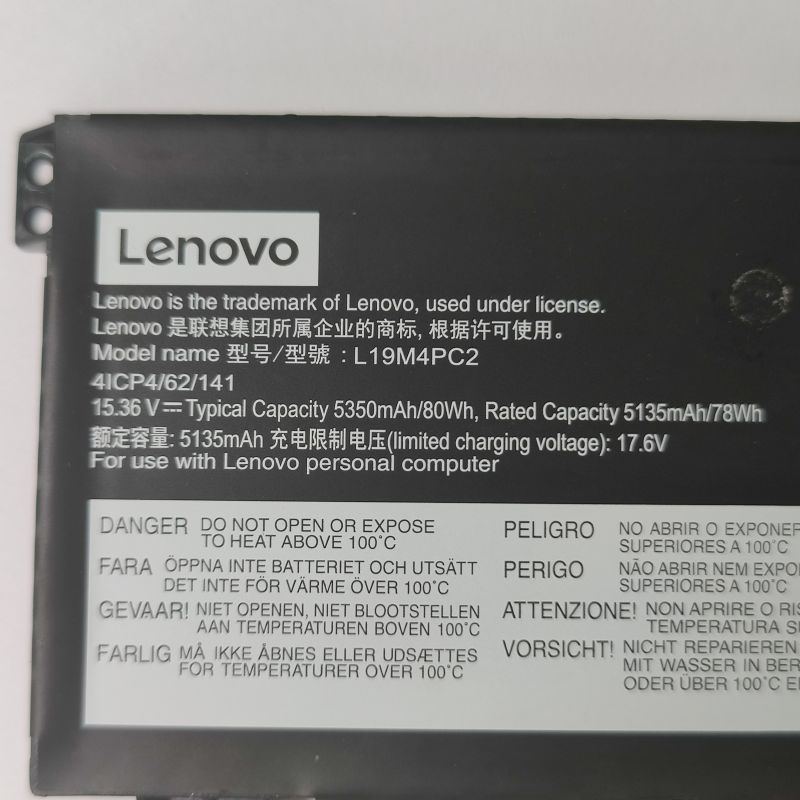 Lenovo
Lenovo is the trademark of Lenovo, used under license.
Lenovo 是联想集团所属企业的商标, 根据许可使用。
Model name 型号/型號 : L19M4PC2
4ICP4/62/141
15.36 V⎓Typical Capacity 5350mAh/80Wh, Rated Capacity 5135mAh/78Wh
额定容量: 5135mAh 充电限制电压(limited charging voltage): 17.6V
For use with Lenovo personal computer
DANGER DO NOT OPEN OR EXPOSE
TO HEAT ABOVE 100°C
FARA ÖPPNA INTE BATTERIET OCH UTSÄTT
DET INTE FÖR VÄRME ÖVER 100°C
GEVAAR! NIET OPENEN, NIET BLOOTSTELLEN
AAN TEMPERATUREN BOVEN 100°C
FARLIG MÅ IKKE ÅBNES ELLER UDSÆTTES
FOR TEMPERATURER OVER 100°C
PELIGRO NO ABRIR O EXPONER
SUPERIORES A 100°C
PERIGO NÃO ABRIR NEM EXPO
SUPERIORES A 100°C
ATTENZIONE! NON APRIRE O RIS
TEMPERATURA SU
VORSICHT! NICHT REPARIEREN
MIT WASSER IN BER
ODER ÜBER 100°C E